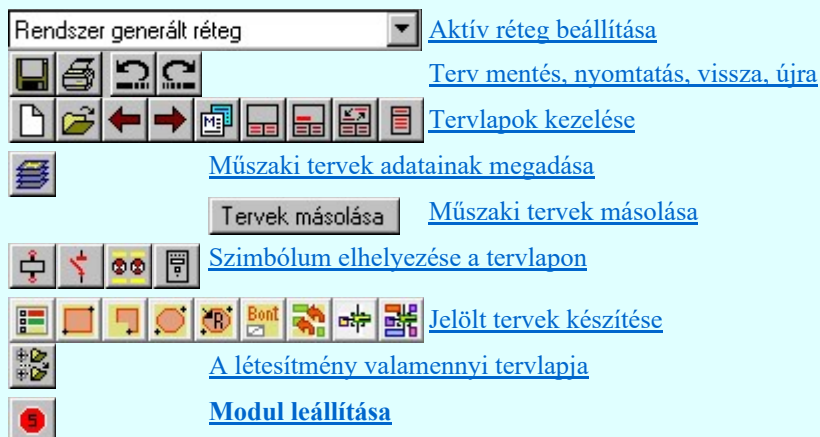 Rendszer generált réteg Aktív réteg beállítása
Terv mentés, nyomtatás, vissza, újra
Tervlapok kezelése
Műszaki tervek adatainak megadása
Tervek másolása Műszaki tervek másolása
Szimbólum elhelyezése a tervlapon
Bont Jelölt tervek készítése
A létesítmény valamennyi tervlapja
Modul leállítása